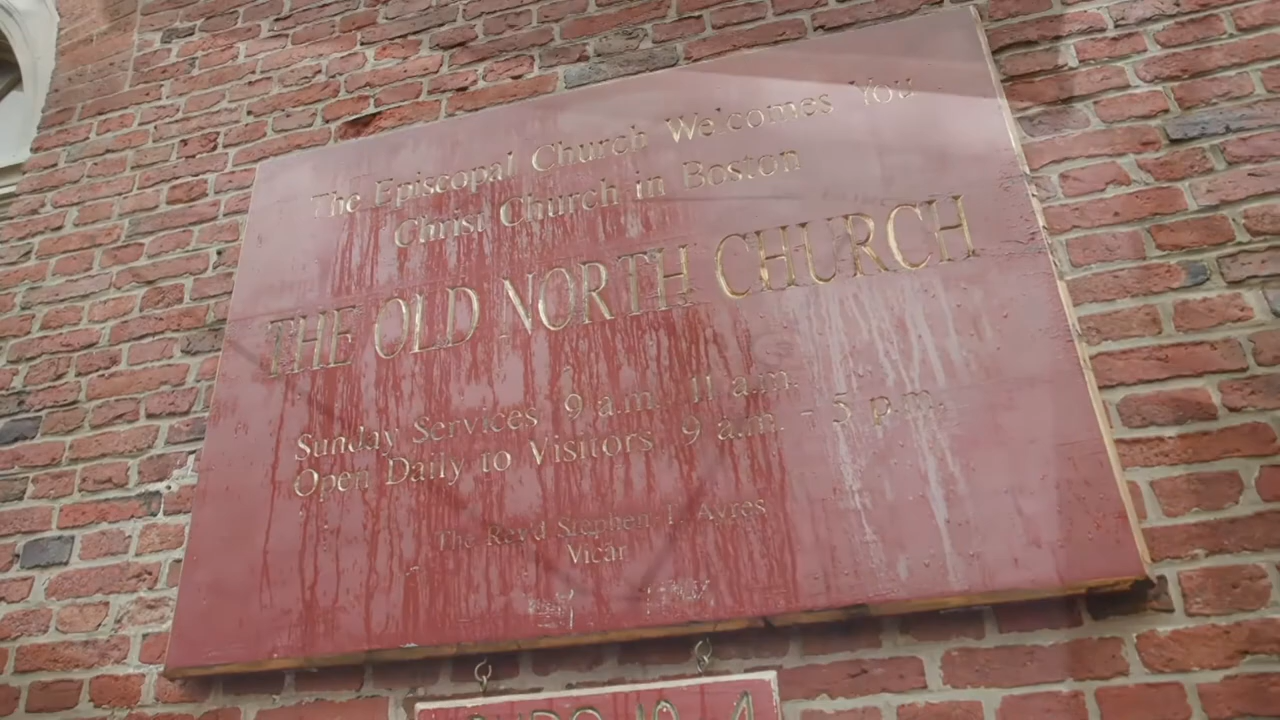 The Episcopal Church Welcomes You
Christ Church in Boston
THE OLD NORTH CHURCH
Sunday Services 9 a.m. 11 a.m.
Open Daily to Visitors 9 a.m. - 5 p.m.
The Rev'd Stephen T. Ayres
Vicar